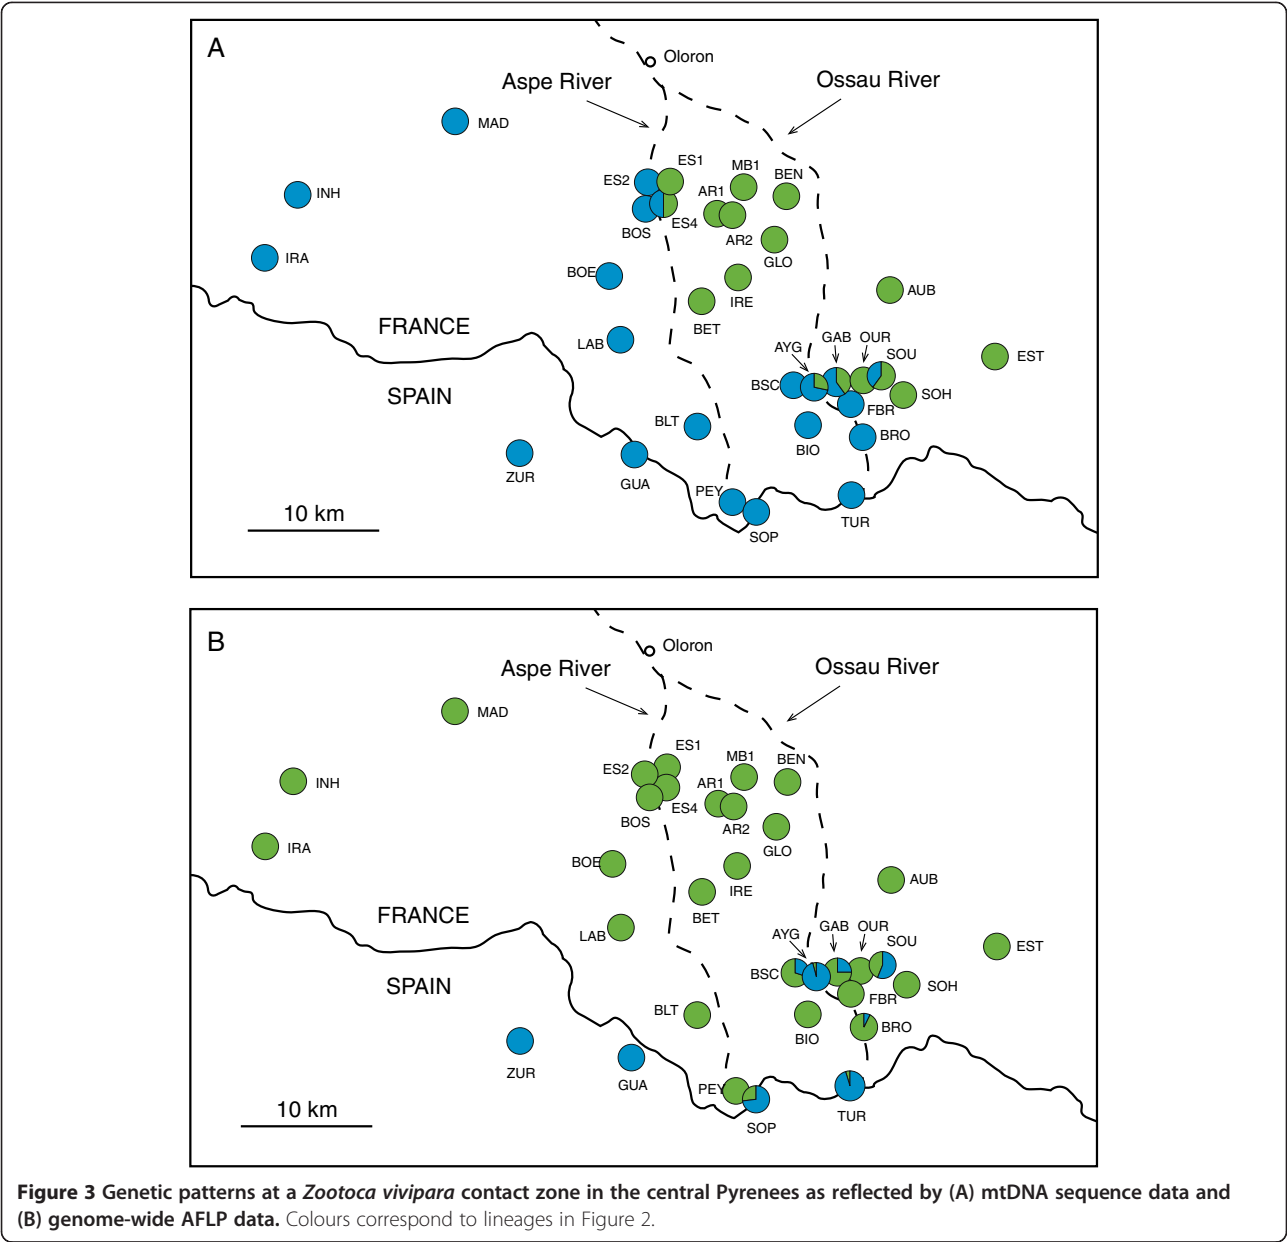 A
Oloron
Aspe River
Ossau River
MAD
ES1
MB1
BEN
ES2
AR1
INH
BOS
ES4
AR2
GLO
IRA
BOE
IRE
AUB
FRANCE
BET
LAB
GAB
OUR
AYG
SOU
EST
SPAIN
BSC
SOH
FBR
BLT
BIO
BRO
ZUR
GUA
PEY
10 km
TUR
SOP
B
Oloron
Aspe River
Ossau River
MAD
ES1
MB1
BEN
ES2
AR1
INH
BOS
ES4
AR2
IRA
GLO
BOE
IRE
AUB
FRANCE
BET
LAB
GAB
OUR
AYG
SOU
EST
SPAIN
BSC
SOH
FBR
BLT
BIO
BRO
ZUR
GUA
PEY
10 km
TUR
SOP
Figure 3 Genetic patterns at a Zootoca vivipara contact zone in the central Pyrenees as reflected by (A) mtDNA sequence data and
(B) genome-wide AFLP data. Colours correspond to lineages in Figure 2.